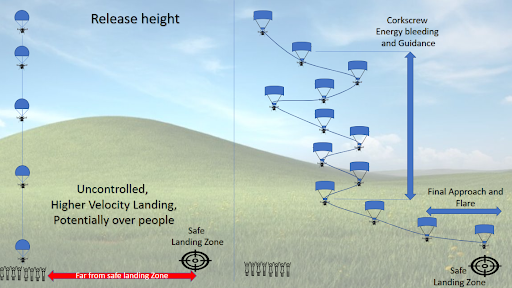 Release height
Uncontrolled,
Higher Velocity Landing,
Potentially over people
Safe
Landing Zone
Far from safe landing Zone
Corkscrew
Energy bleeding
and Guidance
Final Approach and
Flare
Safe
Landing Zone